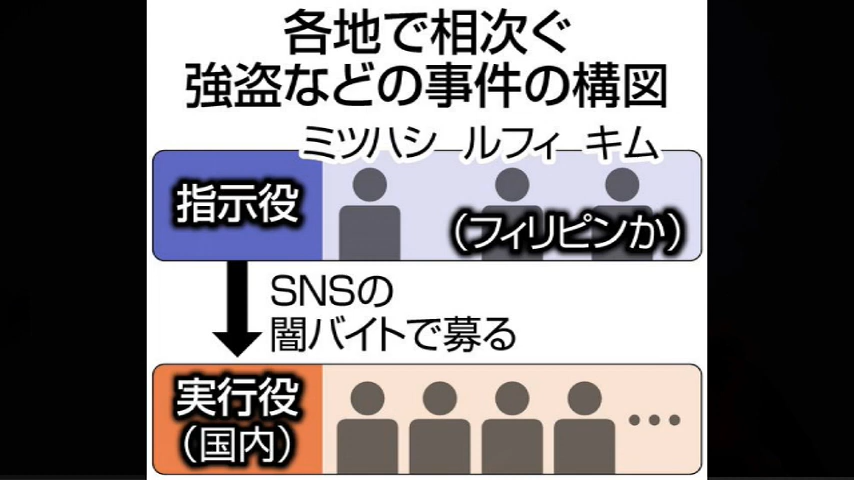 各地で相次ぐ
強盗などの事件の構図
ミツハシ ルフィ キム
指示役
（フィリピンか）
SNSの
闇バイトで募る
実行役
（国内）
...